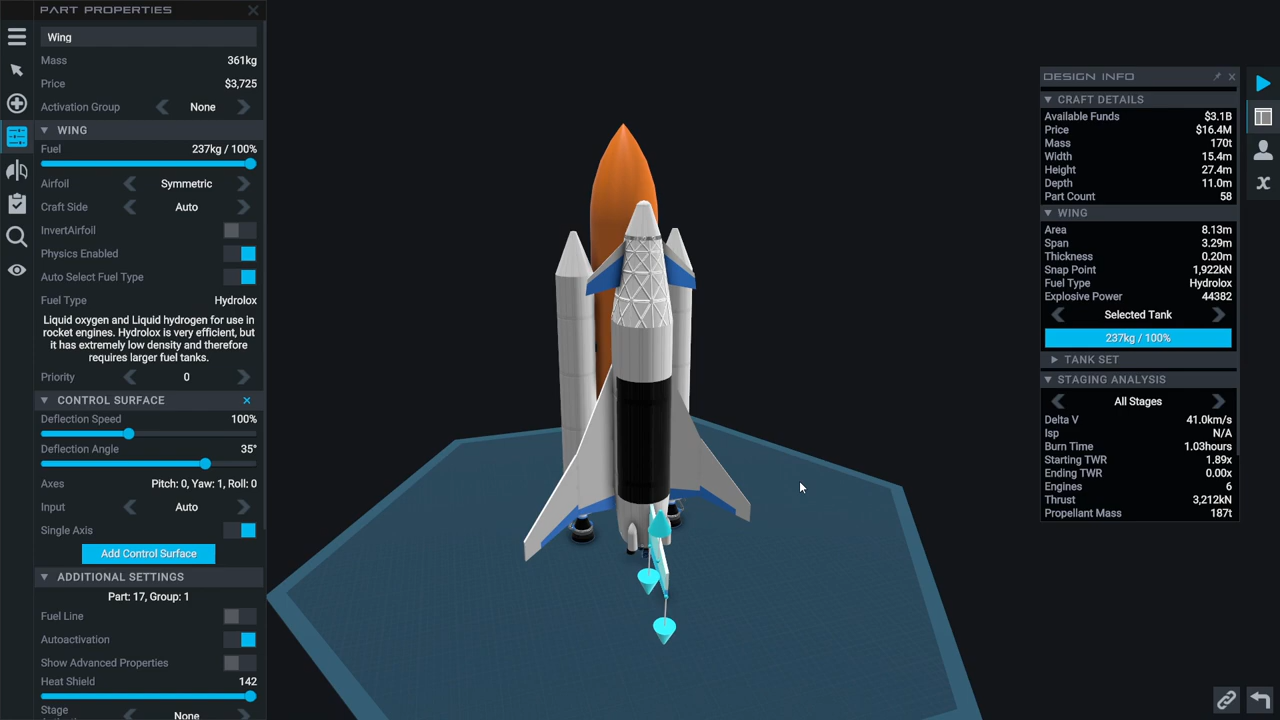 PART PROPERTIES
Wing
Mass 361kg
Price $3,725
Activation Group None
WING
Fuel 237kg / 100%
Airfoil Symmetric
Craft Side Auto
InvertAirfoil
Physics Enabled
Auto Select Fuel Type
Fuel Type Hydrolox
Liquid oxygen and Liquid hydrogen for use in
rocket engines. Hydrolox is very efficient, but
it has extremely low density and therefore
requires larger fuel tanks.
Priority 0
CONTROL SURFACE
Deflection Speed 100%
Deflection Angle 35°
Axes Pitch: 0, Yaw: 1, Roll: 0
Input Auto
Single Axis
Add Control Surface
ADDITIONAL SETTINGS
Part: 17, Group: 1
Fuel Line
Autoactivation
Show Advanced Properties
Heat Shield 142
Stage None
DESIGN INFO
CRAFT DETAILS
Available Funds $3.1B
Price $16.4M
Mass 170t
Width 15.4m
Height 27.4m
Depth 11.0m
Part Count 58
WING
Area 8.13m
Span 3.29m
Thickness 0.20m
Snap Point 1,922kN
Fuel Type Hydrolox
Explosive Power 44382
Selected Tank
237kg / 100%
TANK SET
STAGING ANALYSIS
All Stages
Delta V 41.0km/s
Isp N/A
Burn Time 1.03hours
Starting TWR 1.89x
Ending TWR 0.00x
Engines 6
Thrust 3,212kN
Propellant Mass 187t